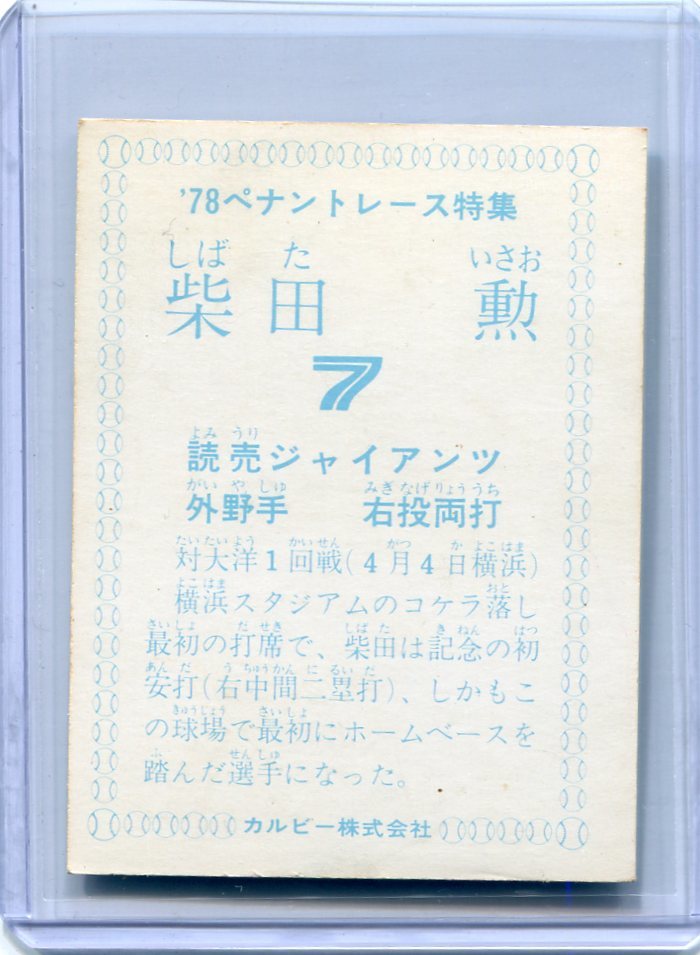 '78ペナントレース特集
しばた いさお
柴田 勲
7
よみうり
読売ジャイアンツ
がいやしゅ みぎなげりょううち
外野手 右投両打
たいたいよう かいせん がつ か よこはま
対大洋1回戦(4月4日横浜)
よこはま おと
横浜スタジアムのコケラ落し
さいしょ だせき しばた きねん はつ
最初の打席で、柴田は記念の初
あんだ うちゅうかんにるいだ
安打(右中間二塁打)、しかもこ
きゅうじょう さいしょ
の球場で最初にホームベースを
ふ せんしゅ
踏んだ選手になった。
カルビー株式会社